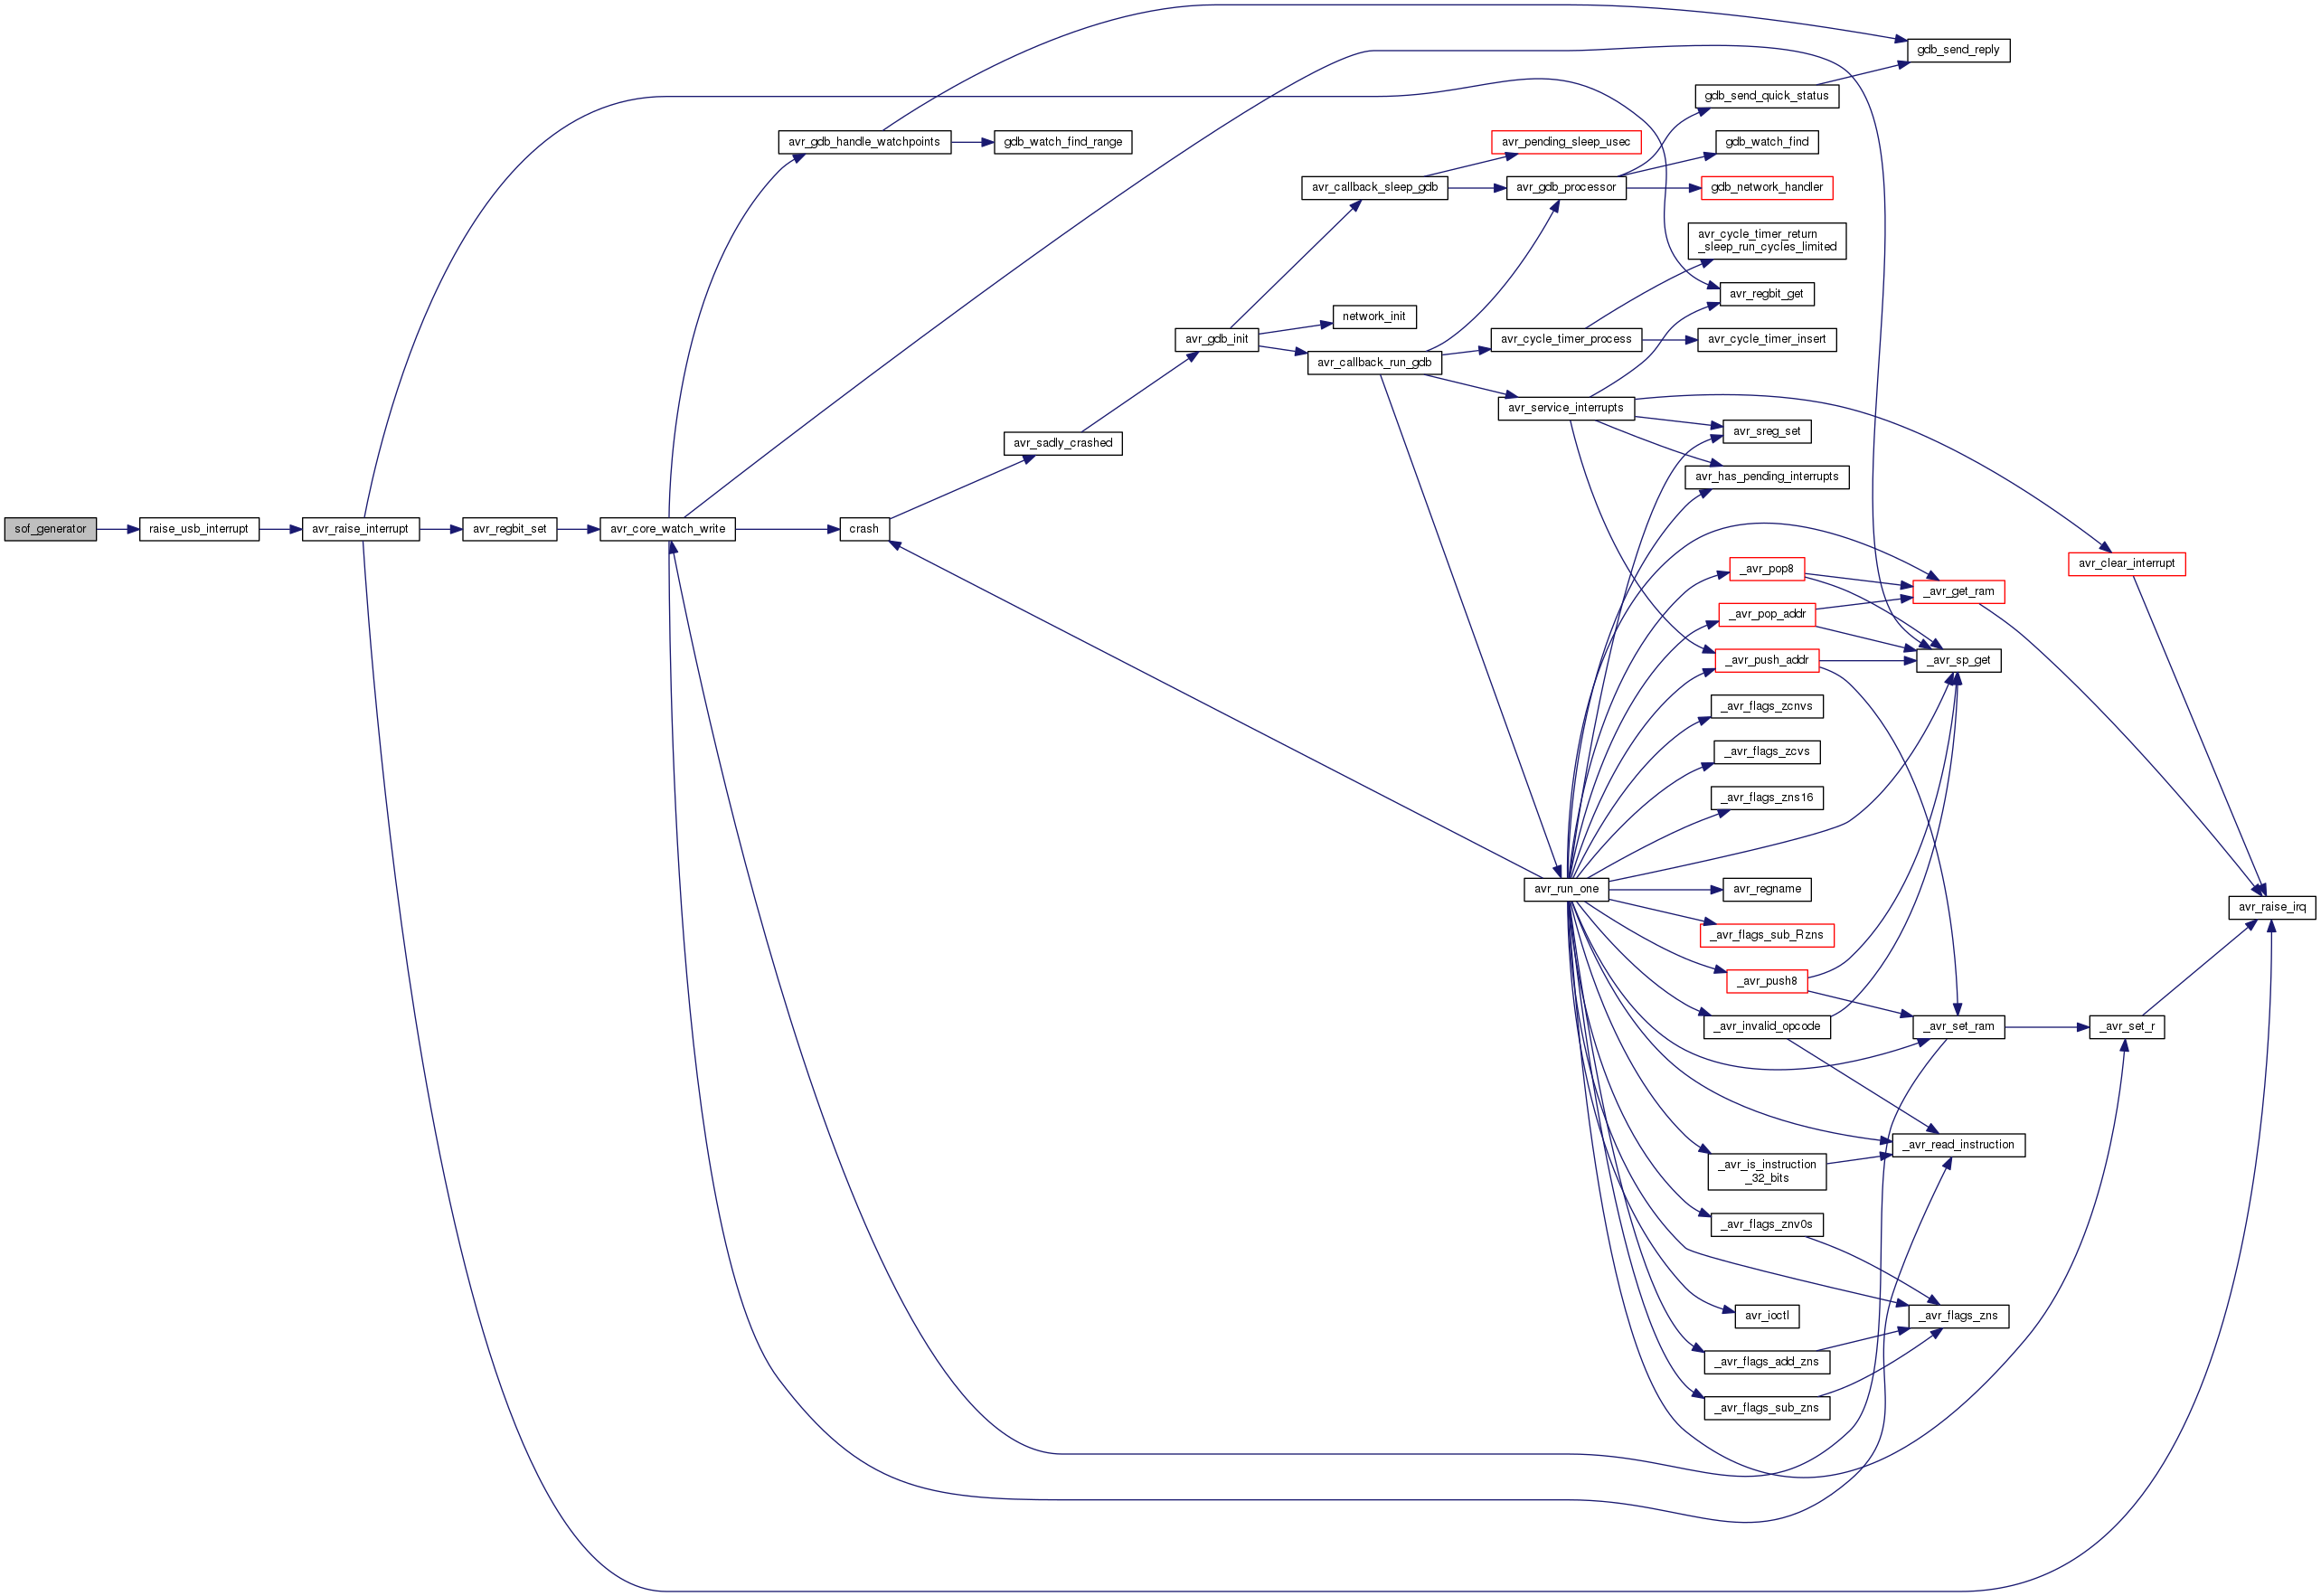 gdb_send_reply
gdb_send_quick_status
avr_gdb_handle_watchpoints
gdb_watch_find_range
avr_pending_sleep_usec
gdb_watch_find
avr_callback_sleep_gdb
avr_gdb_processor
gdb_network_handler
avr_cycle_timer_return
_sleep_run_cycles_limited
avr_regbit_get
network_init
avr_gdb_init
avr_cycle_timer_process
avr_cycle_timer_insert
avr_callback_run_gdb
avr_service_interrupts
avr_sreg_set
avr_sadly_crashed
avr_has_pending_interrupts
sof_generator
raise_usb_interrupt
avr_raise_interrupt
avr_regbit_set
avr_core_watch_write
crash
avr_clear_interrupt
_avr_pop8
_avr_get_ram
_avr_pop_addr
_avr_push_addr
_avr_sp_get
_avr_flags_zcnvs
_avr_flags_zcvs
_avr_flags_zns16
avr_run_one
avr_regname
avr_raise_irq
_avr_flags_sub_Rzns
_avr_push8
_avr_invalid_opcode
_avr_set_ram
_avr_set_r
_avr_read_instruction
_avr_is_instruction
_32_bits
_avr_flags_znv0s
avr_ioctl
_avr_flags_zns
_avr_flags_add_zns
_avr_flags_sub_zns